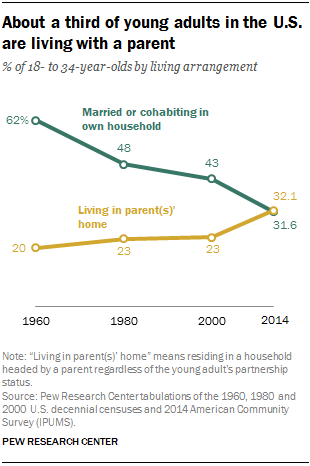 About a third of young adults in the U.S.
are living with a parent
% of 18- to 34-year-olds by living arrangement
Married or cohabiting in
own household
62%
48
43
32.1
31.6
Living in parent(s)'
home
20
23
23
1960
1980
2000
2014
Note: "Living in parent(s)' home" means residing in a household
headed by a parent regardless of the young adult's partnership
status.
Source: Pew Research Center tabulations of the 1960, 1980 and
2000 U.S. decennial censuses and 2014 American Community
Survey (IPUMS).
PEW RESEARCH CENTER